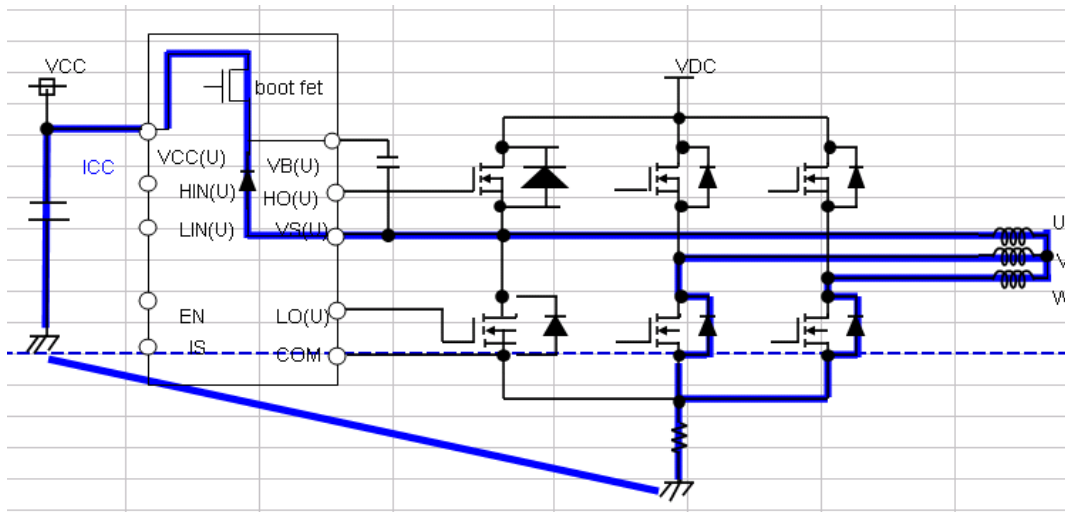 VCC
VDC
boot fet
ICC
VCC(U)
VB(U)
HIN(U)
HO(U)
LIN(U)
VS(U)
U
V
W
EN
LO(U)
IS
COM